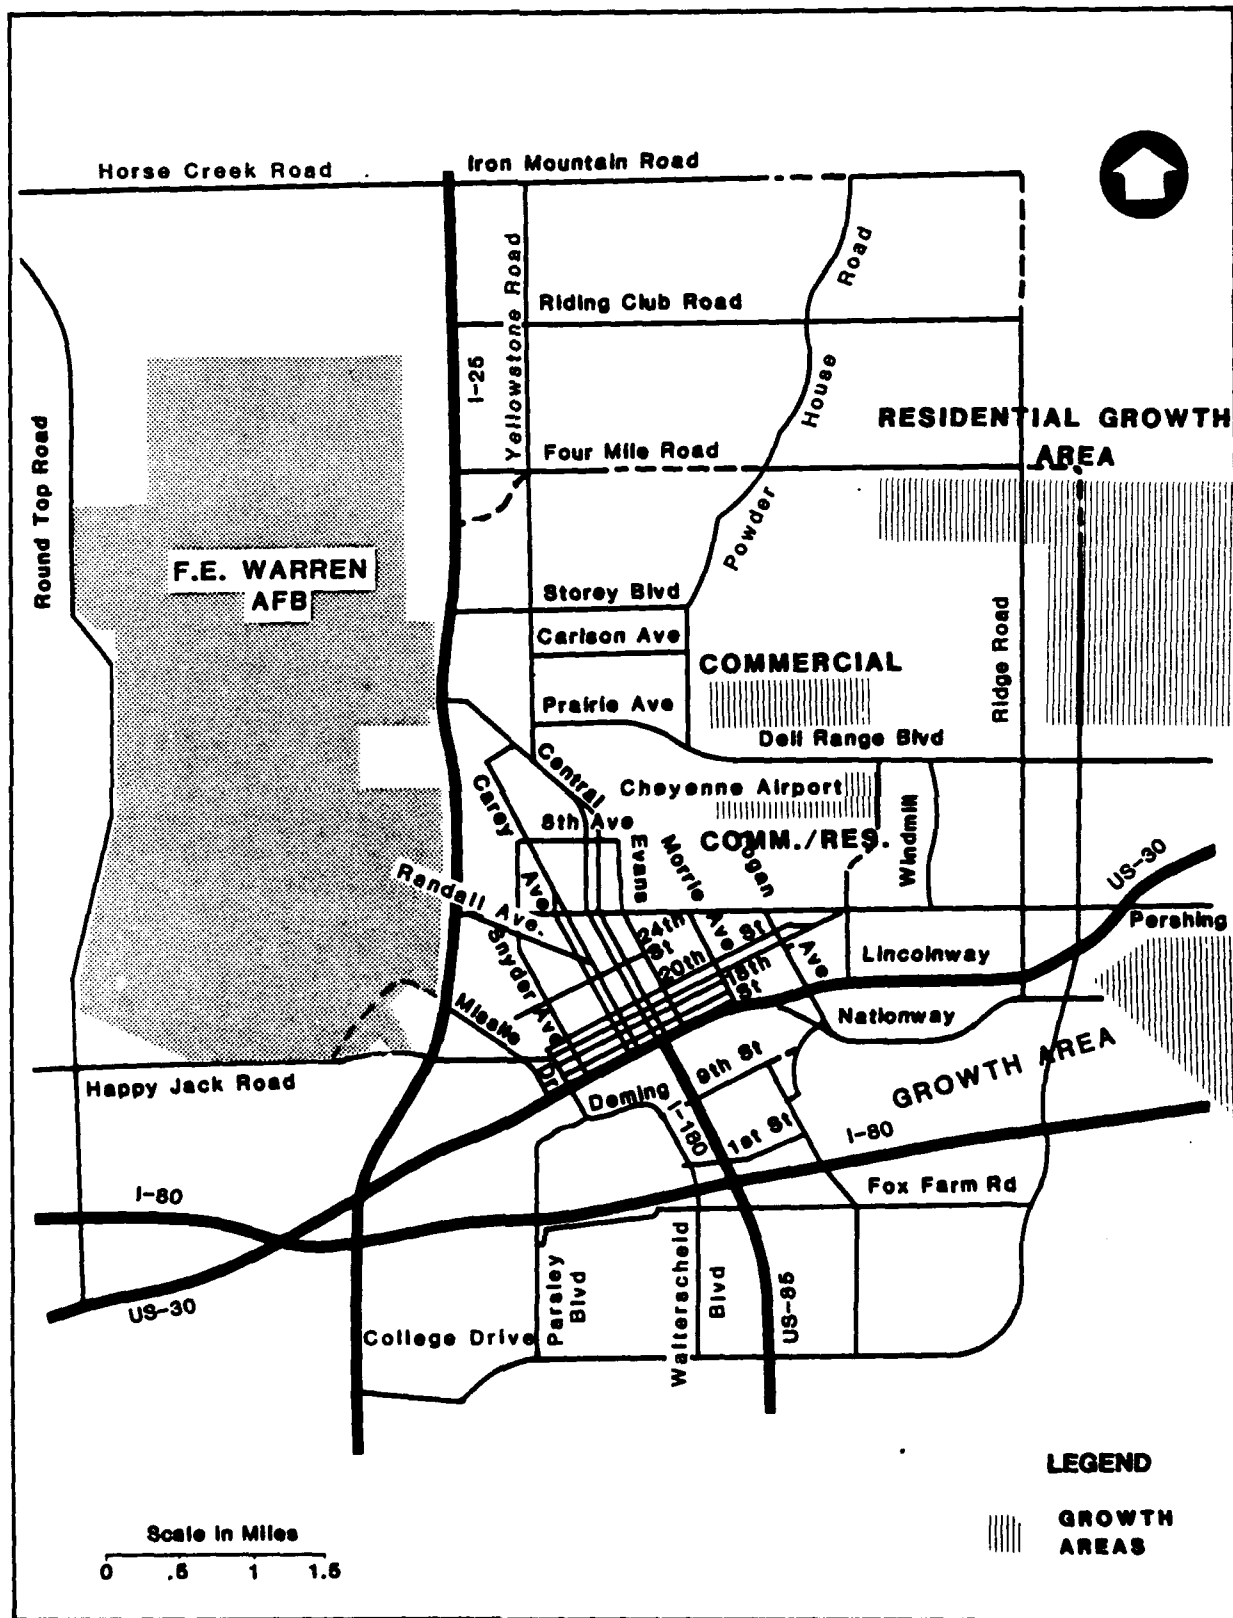 Horse Creek Road
Iron Mountain Road
Yellowstone Road
Powder House Road
Riding Club Road
I-25
Round Top Road
RESIDENTIAL GROWTH
AREA
Four Mile Road
F.E. WARREN
AFB
Storey Blvd
Carlson Ave
COMMERCIAL
Ridge Road
Prairie Ave
Dell Range Blvd
Central
Cheyenne Airport
Carey Ave
8th Ave
Evans
COMM./RES.
Morrie Ave
Logan Ave
Windmill
US-30
Randall Ave.
Pershing
Snyder Ave
24th St
20th St
18th St
Lincolnway
Missile Dr
Nationway
9th St
GROWTH AREA
Happy Jack Road
Deming
I-180
1st St
I-80
I-80
Fox Farm Rd
US-30
Parsley Blvd
Walterscheid Blvd
US-85
College Drive
LEGEND
GROWTH
AREAS
Scale in Miles
0 .5 1 1.5